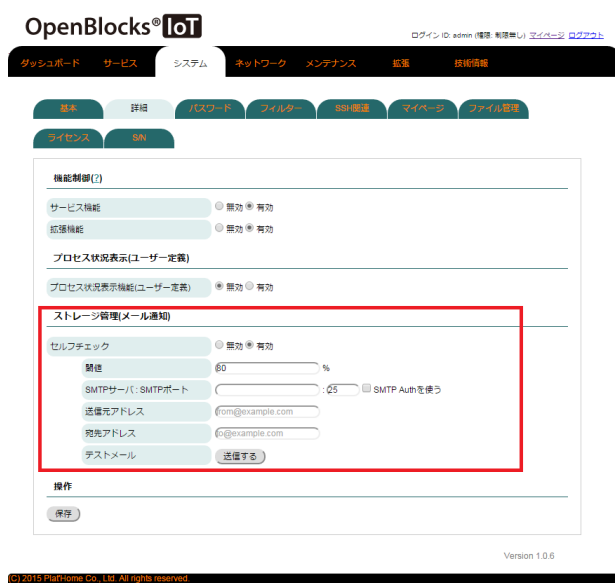 OpenBlocks® IoT
ログイン ID: admin (権限: 制限無し) マイページ ログアウト
ダッシュボード サービス システム ネットワーク メンテナンス 拡張 技術情報
基本 詳細 パスワード フィルター SSH関連 マイページ ファイル管理
ライセンス S/N
機能制御(?)
サービス機能 無効 有効
拡張機能 無効 有効
プロセス状況表示(ユーザー定義)
プロセス状況表示機能(ユーザー定義) 無効 有効
ストレージ管理(メール通知)
セルフチェック 無効 有効
閾値 80 %
SMTPサーバ : SMTPポート : 25 SMTP Authを使う
送信元アドレス from@example.com
宛先アドレス to@example.com
テストメール 送信する
操作
保存
Version 1.0.6
(C) 2015 Plat'Home Co., Ltd. All rights reserved.